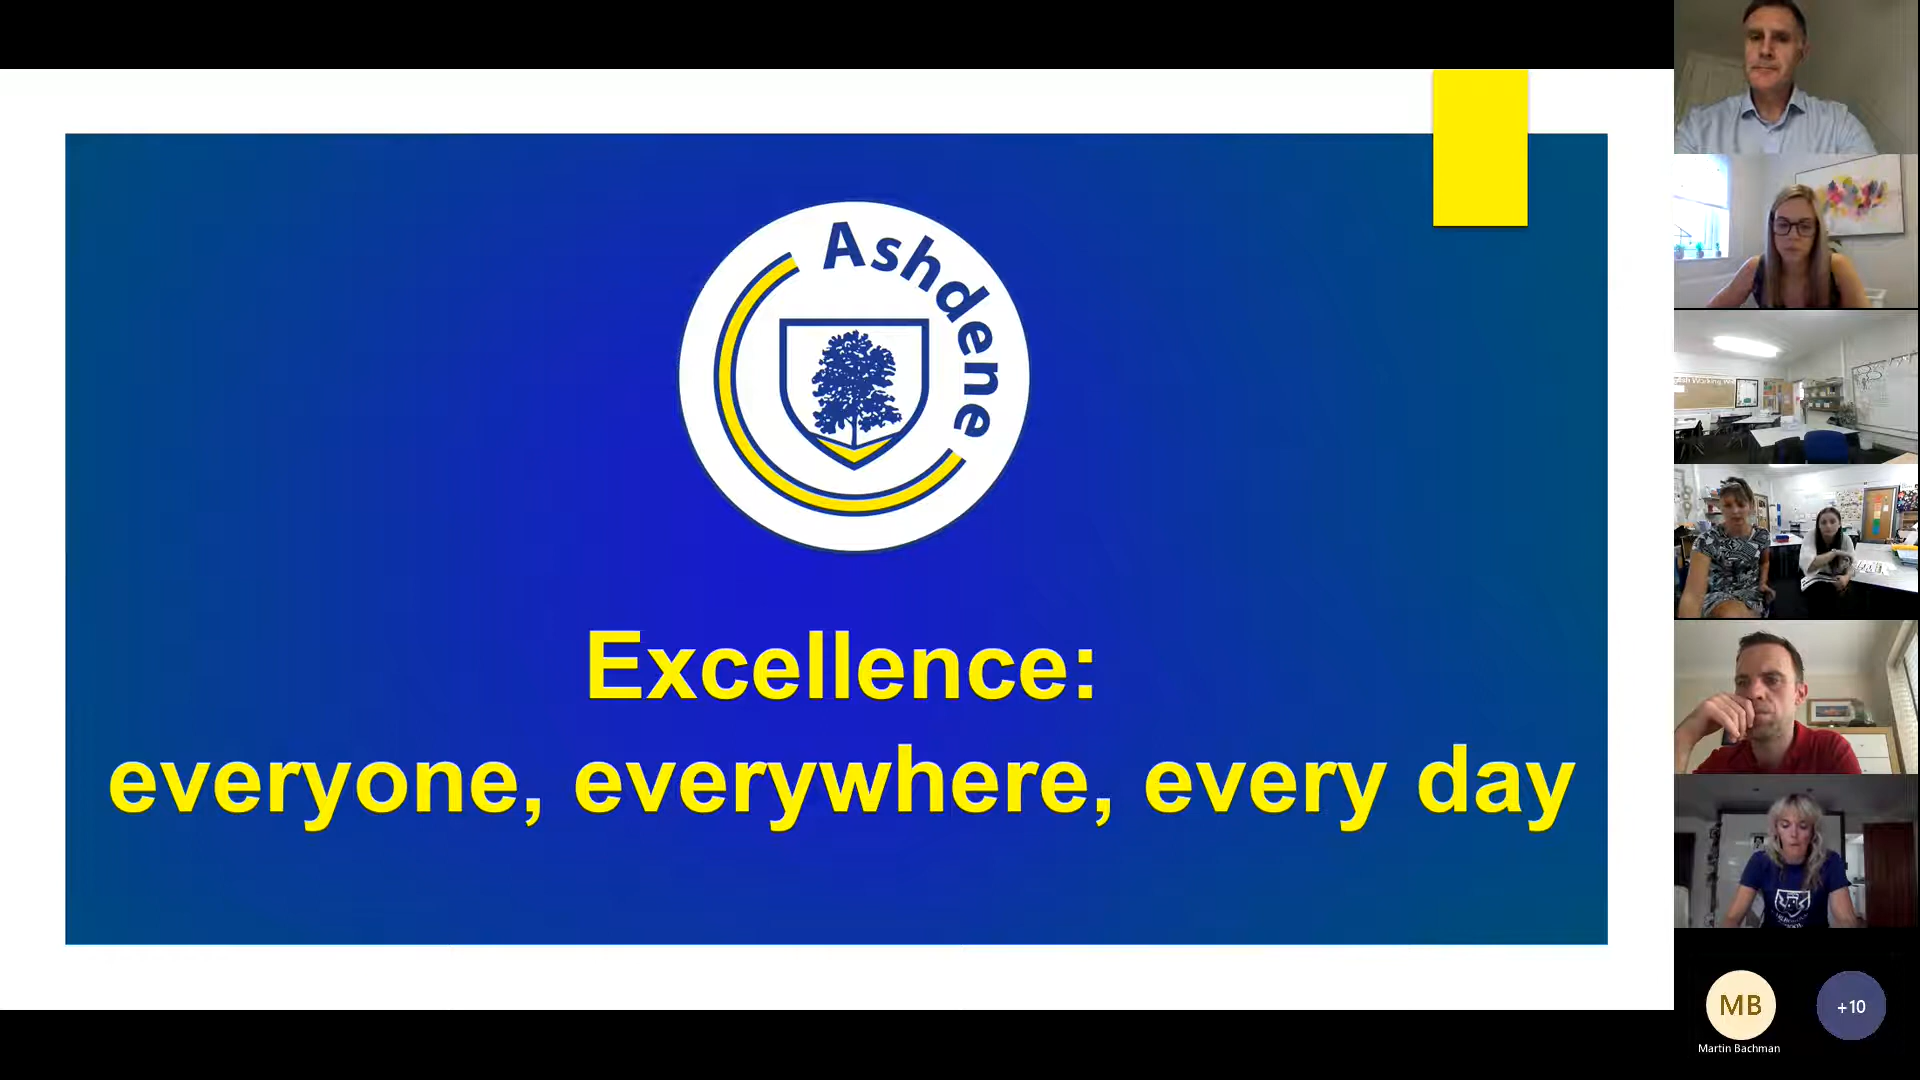 Ashdene
Excellence:
everyone, everywhere, every day
MB
+10
Martin Bachman